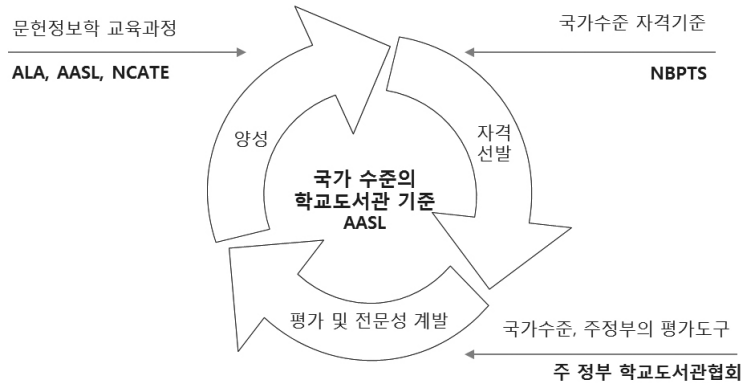 문헌정보학 교육과정
ALA, AASL, NCATE
국가수준 자격기준
NBPTS
양성
자격
선발
국가 수준의
학교도서관 기준
AASL
평가 및 전문성 계발
국가수준, 주정부의 평가도구
주 정부 학교도서관협회